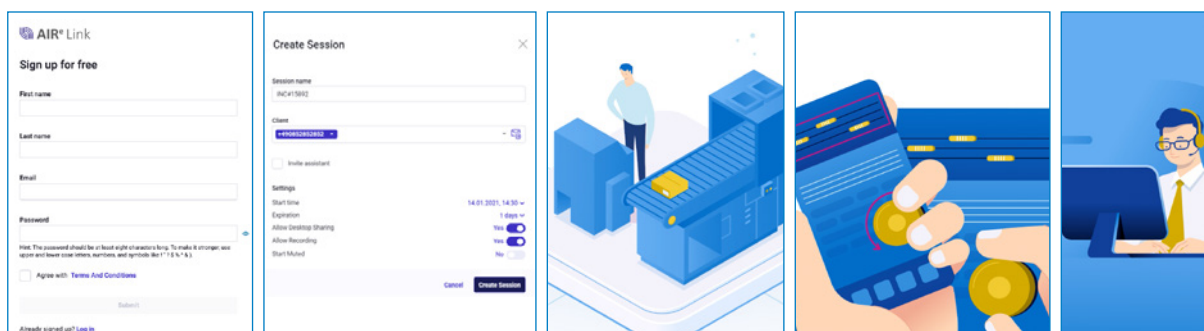 AIRe Link
Sign up for free
First name
Last name
Email
Password
Hint: The password should be at least eight characters long. To make it stronger, use
upper and lower case letters, numbers, and symbols like ! " ? $ % ^ & ).
Agree with Terms And Conditions
Submit
Already signed up? Log in
Create Session
Session name
INC#15892
Client
+490852852852
Invite assistant
Settings
Start time 14.01.2021, 14:30
Expiration 1 days
Allow Desktop Sharing Yes
Allow Recording Yes
Start Muted No
Cancel Create Session